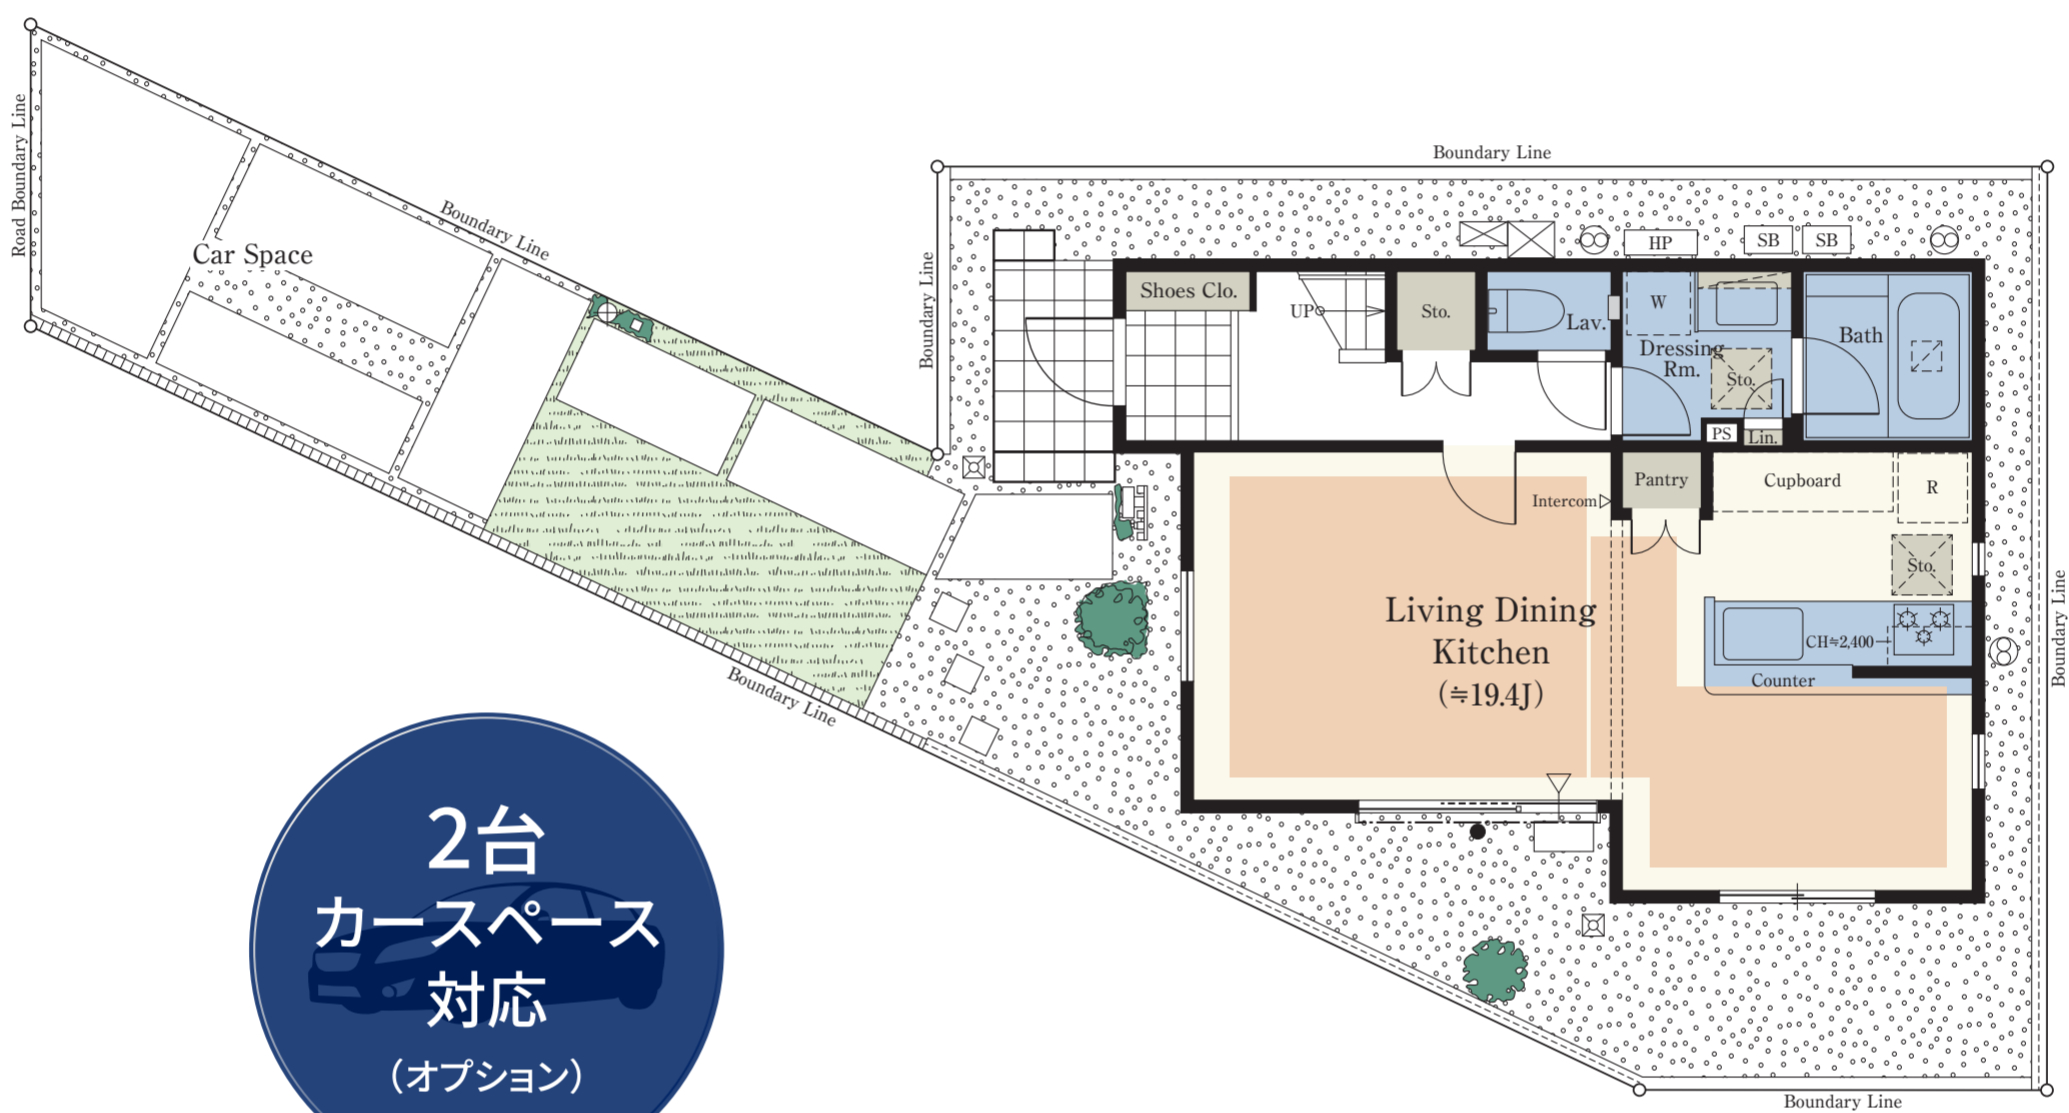 Road Boundary Line
Car Space
Boundary Line
Boundary Line
Boundary Line
Boundary Line
HP
SB
SB
Shoes Clo.
UP
Sto.
Lav.
W
Dressing
Rm.
Sto.
Bath
PS
Lin.
Intercom
Pantry
Cupboard
R
Sto.
Living Dining
Kitchen
(≒19.4J)
CH≒2,400
Counter
Boundary Line
Boundary Line
2台
カースペース
対応
（オプション）